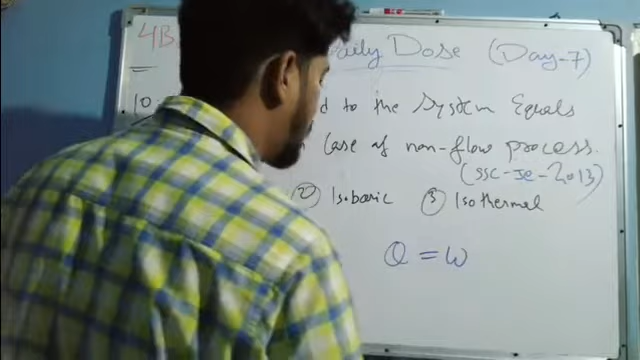 4B Daily Dose (Day-7)
10 d to the System Equals
Case of non-flow process.
(SSC-Je-2013)
② Isobaric ③ Isothermal
Q = W